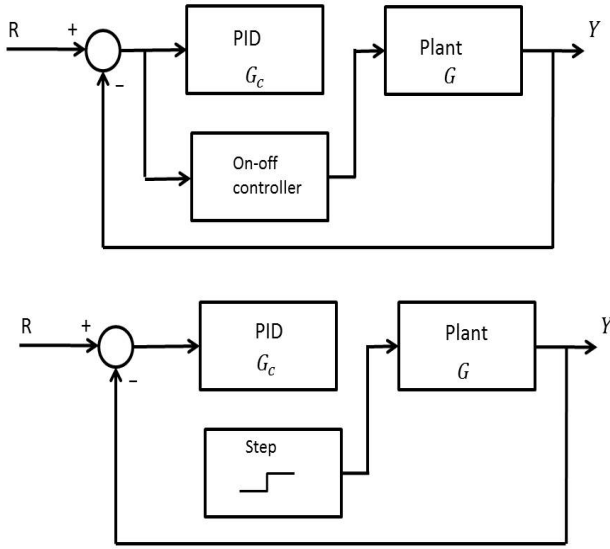 R
+
−
PID
G_c
Plant
G
Y
On-off
controller
R
+
−
PID
G_c
Plant
G
Y
Step